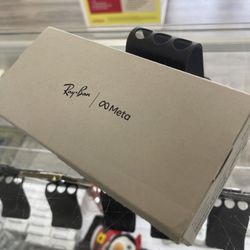 Ray-Ban | ∞ Meta